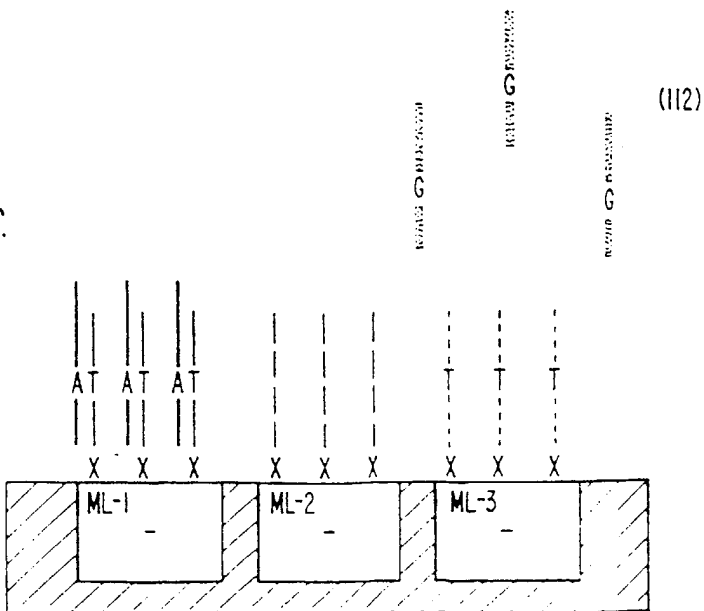 G
(112)
G
G
A T A T A T
T T T
X X X X X X X X X
ML-1 ML-2 ML-3
- - -